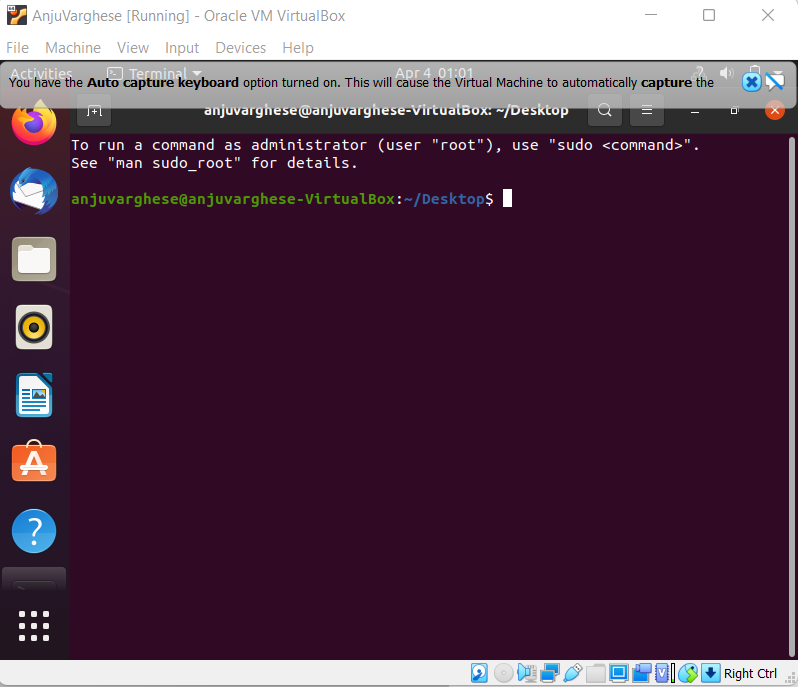 AnjuVarghese [Running] - Oracle VM VirtualBox
File Machine View Input Devices Help
Activities Terminal Apr 4 01:01
You have the Auto capture keyboard option turned on. This will cause the Virtual Machine to automatically capture the
anjuvarghese@anjuvarghese-VirtualBox: ~/Desktop
To run a command as administrator (user "root"), use "sudo <command>".
See "man sudo_root" for details.
anjuvarghese@anjuvarghese-VirtualBox:~/Desktop$
Right Ctrl